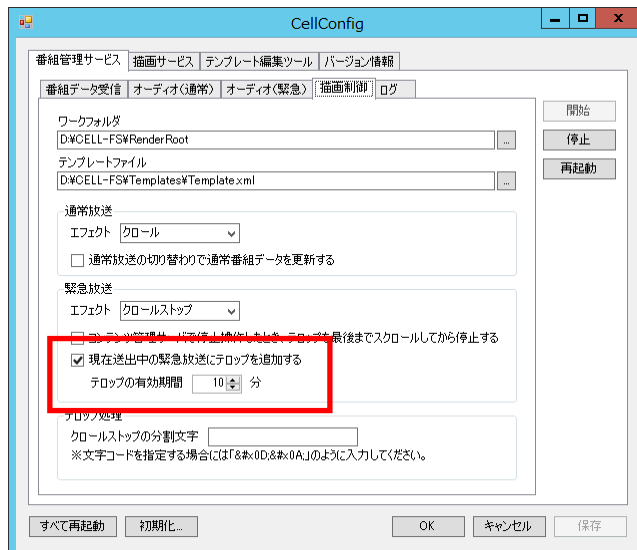 CellConfig
番組管理サービス 描画サービス テンプレート編集ツール バージョン情報
番組データ受信 オーディオ(通常) オーディオ(緊急) 描画制御 ログ
ワークフォルダ
D:¥CELL-FS¥RenderRoot ...
テンプレートファイル
D:¥CELL-FS¥Templates¥Template.xml ...
開始
停止
再起動
通常放送
エフェクト クロール
通常放送の切り替わりで通常番組データを更新する
緊急放送
エフェクト クロールストップ
コンテンツ管理サーバで停止操作したとき、テロップを最後までスクロールしてから停止する
現在送出中の緊急放送にテロップを追加する
テロップの有効期間 10 分
テロップ処理
クロールストップの分割文字
※文字コードを指定する場合には「&#x0D;&#x0A;」のように入力してください。
すべて再起動 初期化... OK キャンセル 保存